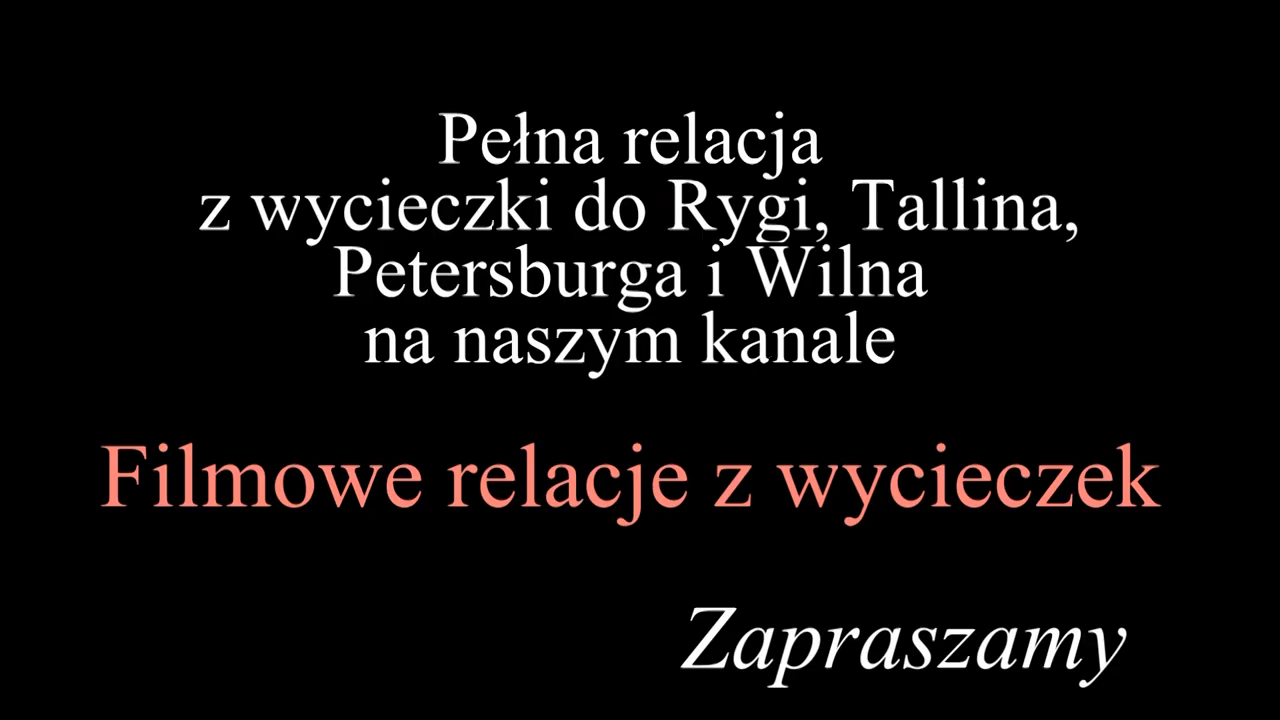 Pełna relacja
z wycieczki do Rygi, Tallina,
Petersburga i Wilna
na naszym kanale
Filmowe relacje z wycieczek
Zapraszamy